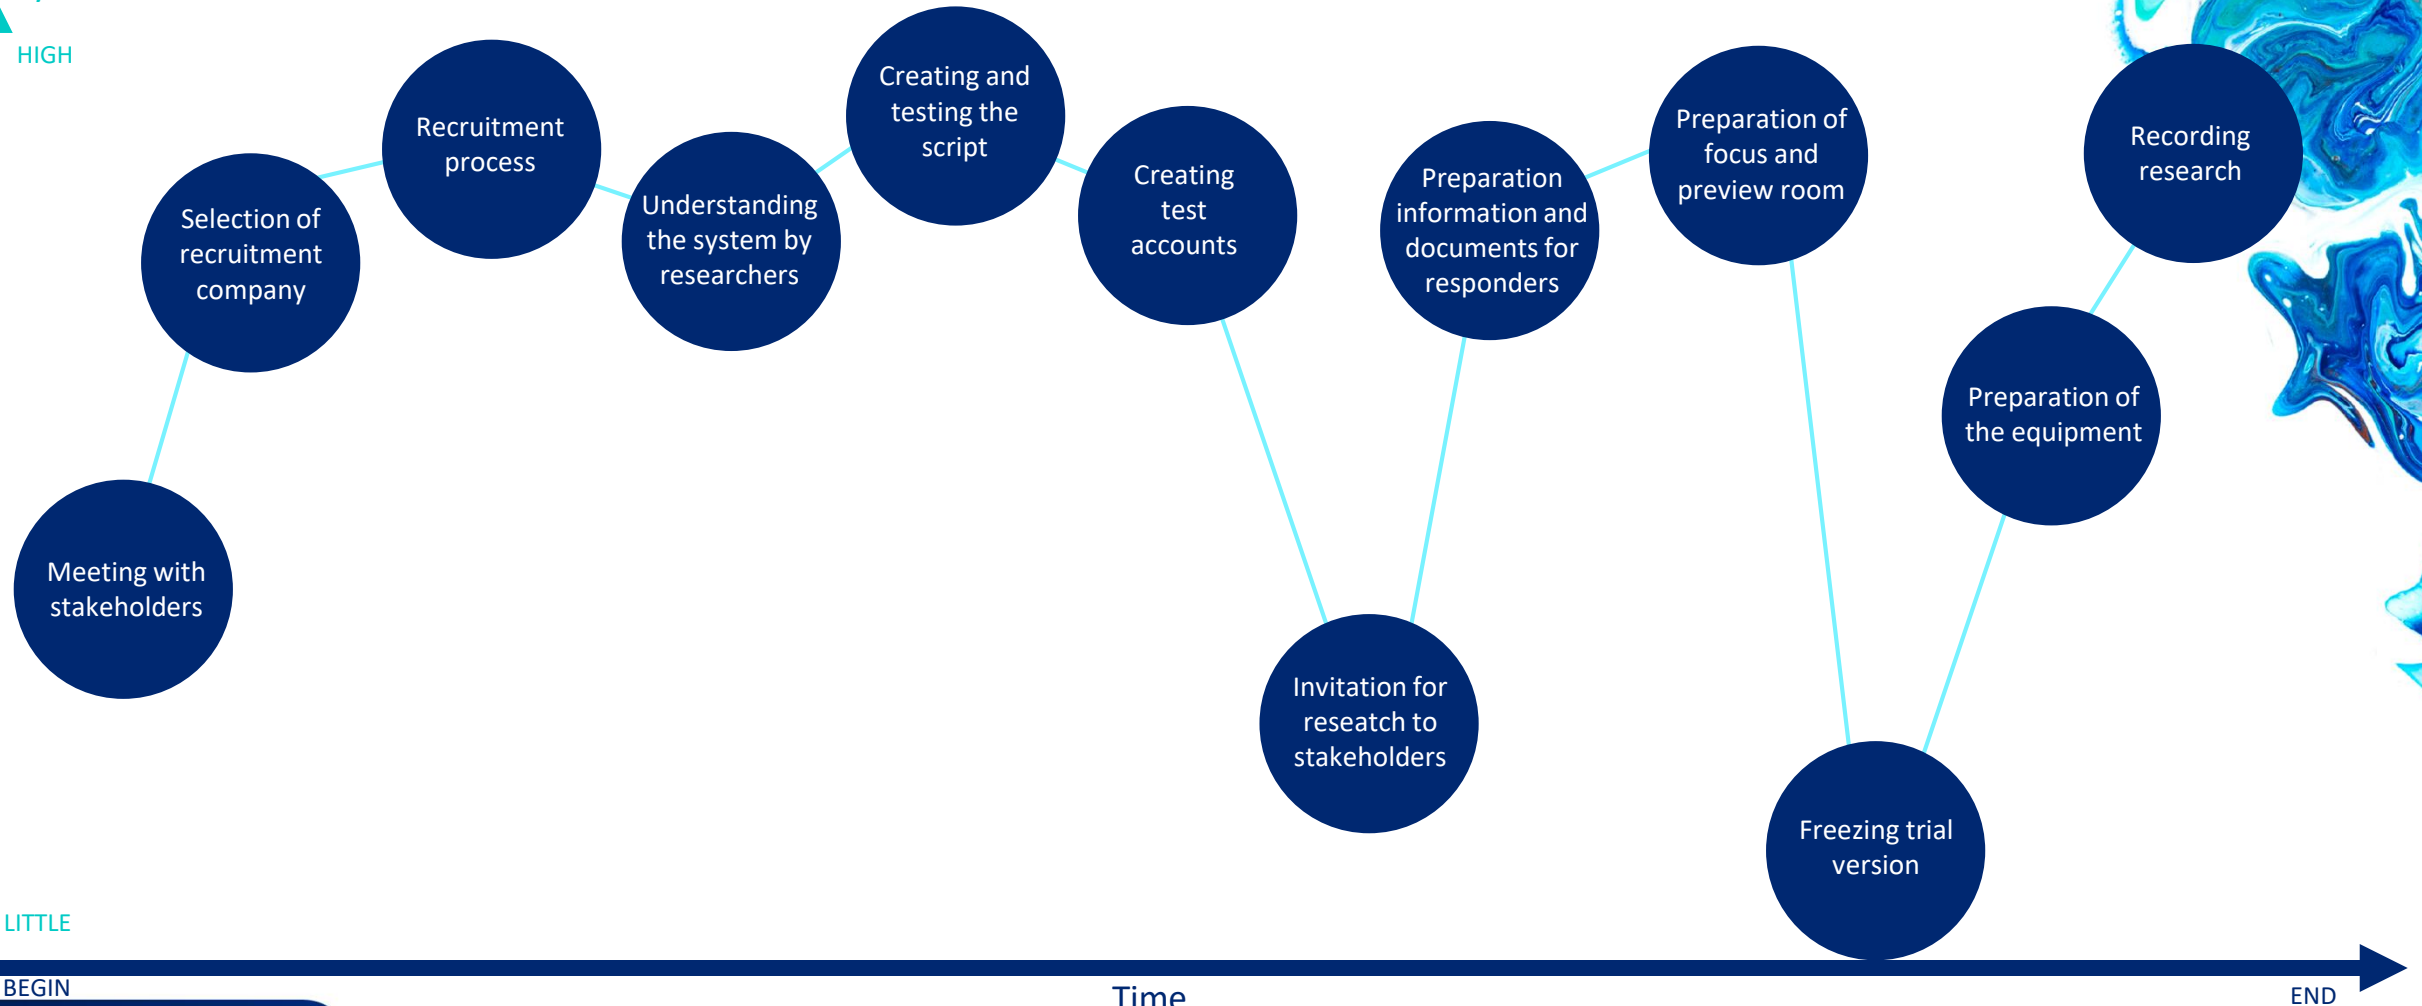 HIGH
Creating and
testing the
script
Recruitment
process
Preparation of
focus and
preview room
Recording
research
Selection of
recruitment
company
Understanding
the system by
researchers
Creating
test
accounts
Preparation
information and
documents for
responders
Preparation of
the equipment
Meeting with
stakeholders
Invitation for
reseatch to
stakeholders
Freezing trial
version
LITTLE
BEGIN
Time
END